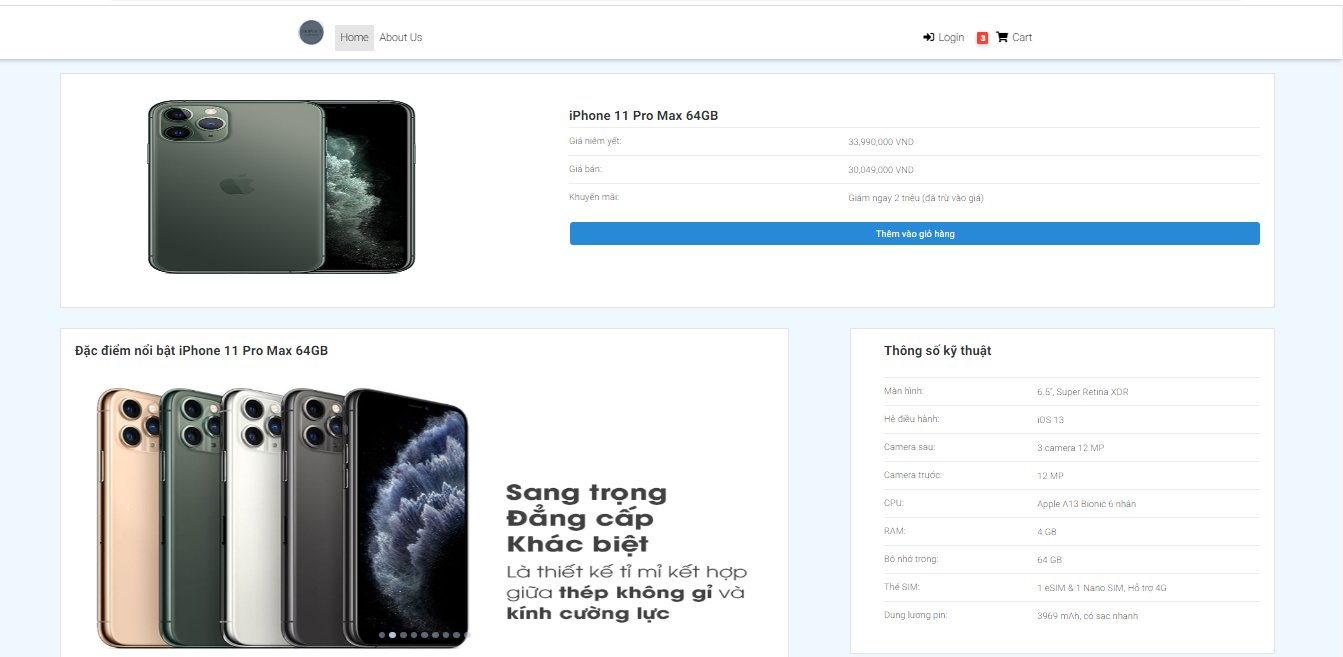 Home About Us Login 3 Cart
iPhone 11 Pro Max 64GB
Giá niêm yết: 33,990,000 VND
Giá bán: 30,049,000 VND
Khuyến mãi: Giảm ngay 2 triệu (đã trừ vào giá)
Thêm vào giỏ hàng
Đặc điểm nổi bật iPhone 11 Pro Max 64GB
Sang trọng
Đẳng cấp
Khác biệt
Là thiết kế tỉ mỉ kết hợp
giữa thép không gỉ và
kính cường lực
Thông số kỹ thuật
Màn hình: 6.5", Super Retina XDR
Hệ điều hành: iOS 13
Camera sau: 3 camera 12 MP
Camera trước: 12 MP
CPU: Apple A13 Bionic 6 nhân
RAM: 4 GB
Bộ nhớ trong: 64 GB
Thẻ SIM: 1 eSIM & 1 Nano SIM, Hỗ trợ 4G
Dung lượng pin: 3969 mAh, có sạc nhanh